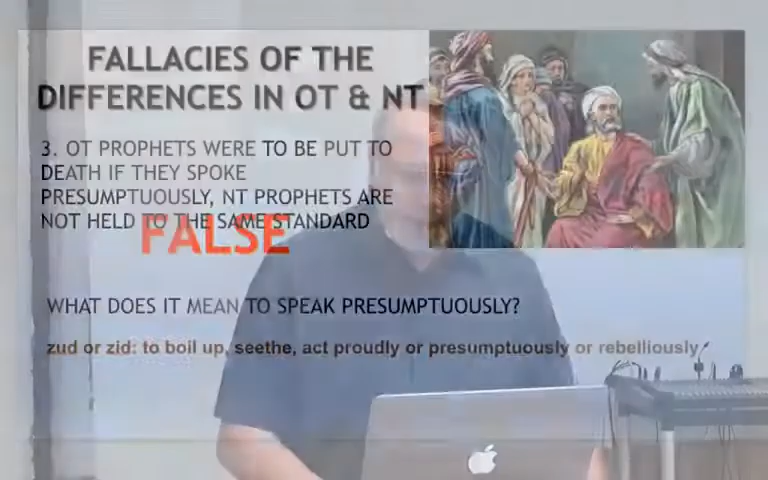 FALLACIES OF THE
DIFFERENCES IN OT & NT
3. OT PROPHETS WERE TO BE PUT TO
DEATH IF THEY SPOKE
PRESUMPTUOUSLY, NT PROPHETS ARE
NOT HELD TO THE SAME STANDARD
FALSE
WHAT DOES IT MEAN TO SPEAK PRESUMPTUOUSLY?
zud or zid: to boil up, seethe, act proudly or presumptuously or rebelliously